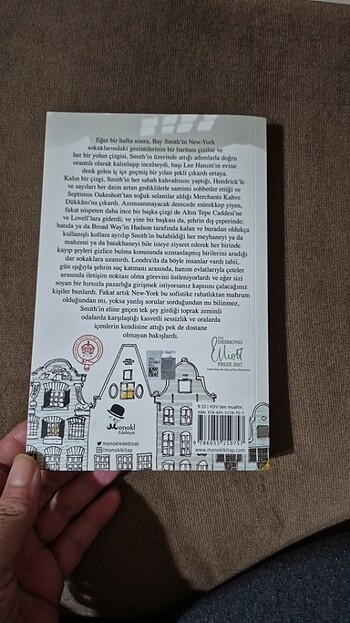 Eğer bir hafta sonra, Bay Smith'in New-York
sokaklarındaki gezintilerinin bir haritası çizilse ve
her bir yolun çizgisi, Smith'in üzerinde attığı adımlarla doğru
orantılı olarak kalınlaşıp incelseydi, başı Lee Hanım'ın evine
denk gelen iç içe geçmiş bir yılan şekli çıkardı ortaya.
Kalın bir çizgi, Smith'in her sabah kahvaltısını yaptığı, Hendrick'le
ve sayıları her daim artan gediklilerle samimi sohbetler ettiği ve
Septimus Oakeshott'tan soğuk selamlar aldığı Merchants Kahve
Dükkânı'na çıkardı. Azımsanmayacak derecede mürekkep yiyen,
fakat nispeten daha ince bir başka çizgi de Altın Tepe Caddesi'ne
ve Lovell'lara giderdi; ve yine bir başkası da, şehrin dış çeperinde;
batıda ya da Broad Way'in Hudson tarafında kalan ve buradan oldukça
kullanışlı kollara ayrılıp Smith'in bulabildiği her meyhaneyi ya da
mahzeni ya da batakhaneyi bile isteye ziyaret ederek her birinde
kayıp şeyleri gizlice bulma konusunda uzmanlaşmış birilerini aradığı
dar sokaklara uzanırdı. Londra'da da böyle insanlar vardı tabii,
gün ışığıyla şehrin saç katmanı arasında, hanım evlatlarıyla çeteler
arasında iletişim noktası olma görevini üstleniyorlardı ve eğer sizi
soyan bir hırsızla pazarlığa girişmek istiyorsanız kapısını çalacağınız
kişiler bunlardı. Fakat artık New-York bu sofistike rahatlıktan mahrum
olduğundan mı, yoksa yanlış sorular sorduğundan mı bilinmez,
Smith'in eline geçen tek şey girdiği toprak zeminli
odalarda karşılaştığı kasvetli sessizlik ve oralarda
içenlerin kendisine attığı pek de dostane
olmayan bakışlardı.
THE DESMOND
Elliott
PRIZE 2017
monokl
Edebiyat
monokledebiyat
monoklkitap
₺ 33 | KDV'den muaftır.
www.monoklkitap.com